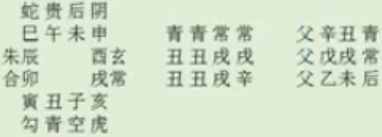 蛇贵后阴
巳午未申 青青常常 父辛丑青
朱辰 酉玄 丑丑戌戌 父戊戌常
合卯 戌常 丑丑戌辛 父乙未后
寅丑子亥
勾青空虎